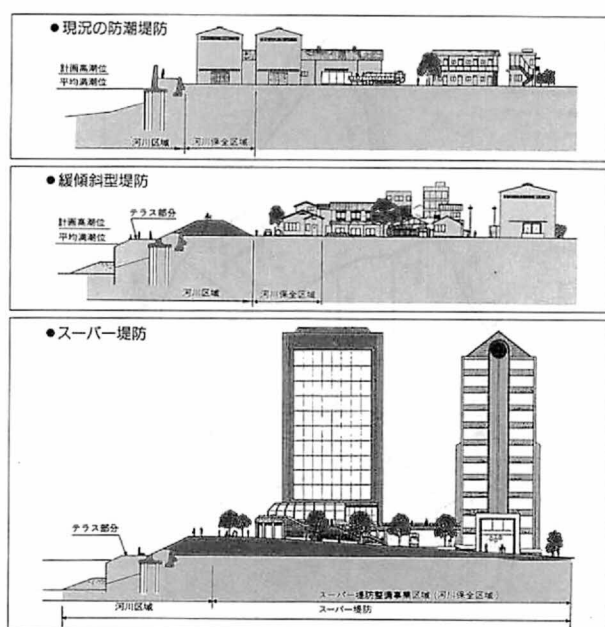 ●現況の防潮堤防
計画高潮位
平均満潮位
河川区域
河川保全区域
●緩傾斜型堤防
テラス部分
計画高潮位
平均満潮位
河川区域
河川保全区域
●スーパー堤防
テラス部分
スーパー堤防整備事業区域(河川保全区域)
河川区域
スーパー堤防